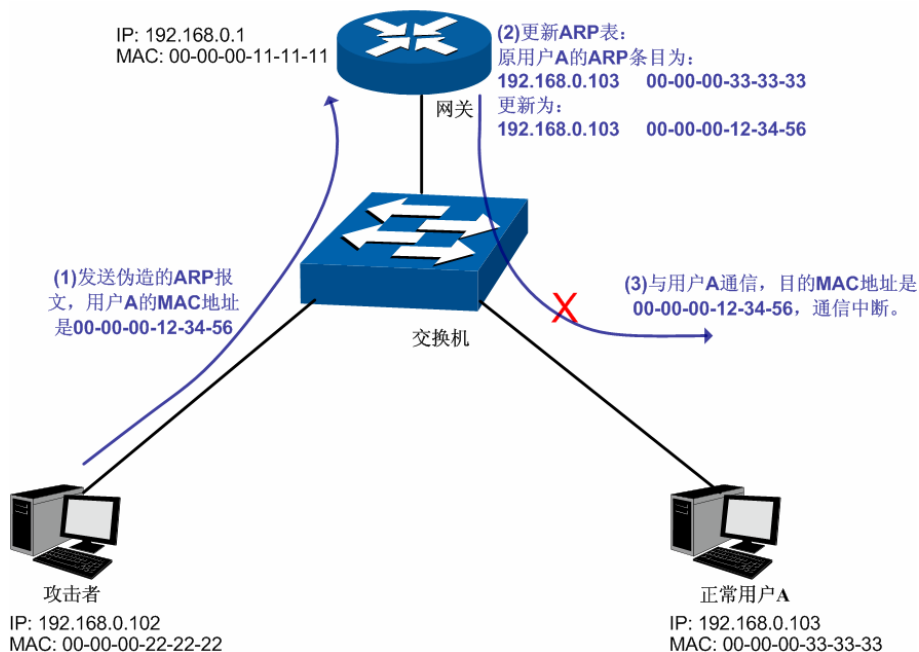 IP: 192.168.0.1
MAC: 00-00-00-11-11-11
(2)更新ARP表：
原用户A的ARP条目为：
192.168.0.103 00-00-00-33-33-33
更新为：
192.168.0.103 00-00-00-12-34-56
网关
(1)发送伪造的ARP报
文，用户A的MAC地址
是00-00-00-12-34-56
(3)与用户A通信，目的MAC地址是
00-00-00-12-34-56，通信中断。
交换机
攻击者
IP: 192.168.0.102
MAC: 00-00-00-22-22-22
正常用户A
IP: 192.168.0.103
MAC: 00-00-00-33-33-33